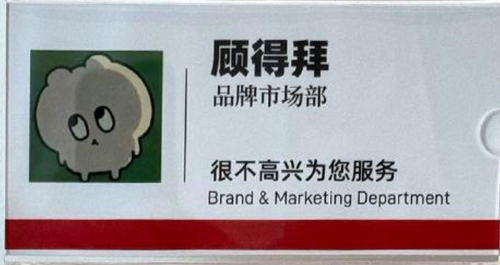 顾得拜
品牌市场部
很不高兴为您服务
Brand & Marketing Department